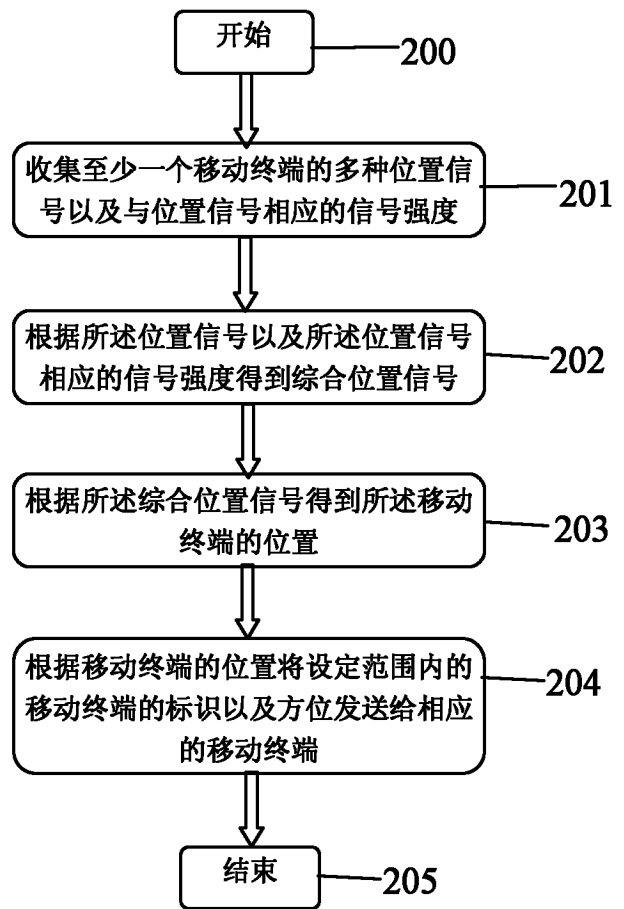 开始
200
收集至少一个移动终端的多种位置信
号以及与位置信号相应的信号强度
201
根据所述位置信号以及所述位置信号
相应的信号强度得到综合位置信号
202
根据所述综合位置信号得到所述移动
终端的位置
203
根据移动终端的位置将设定范围内的
移动终端的标识以及方位发送给相应
的移动终端
204
结束
205